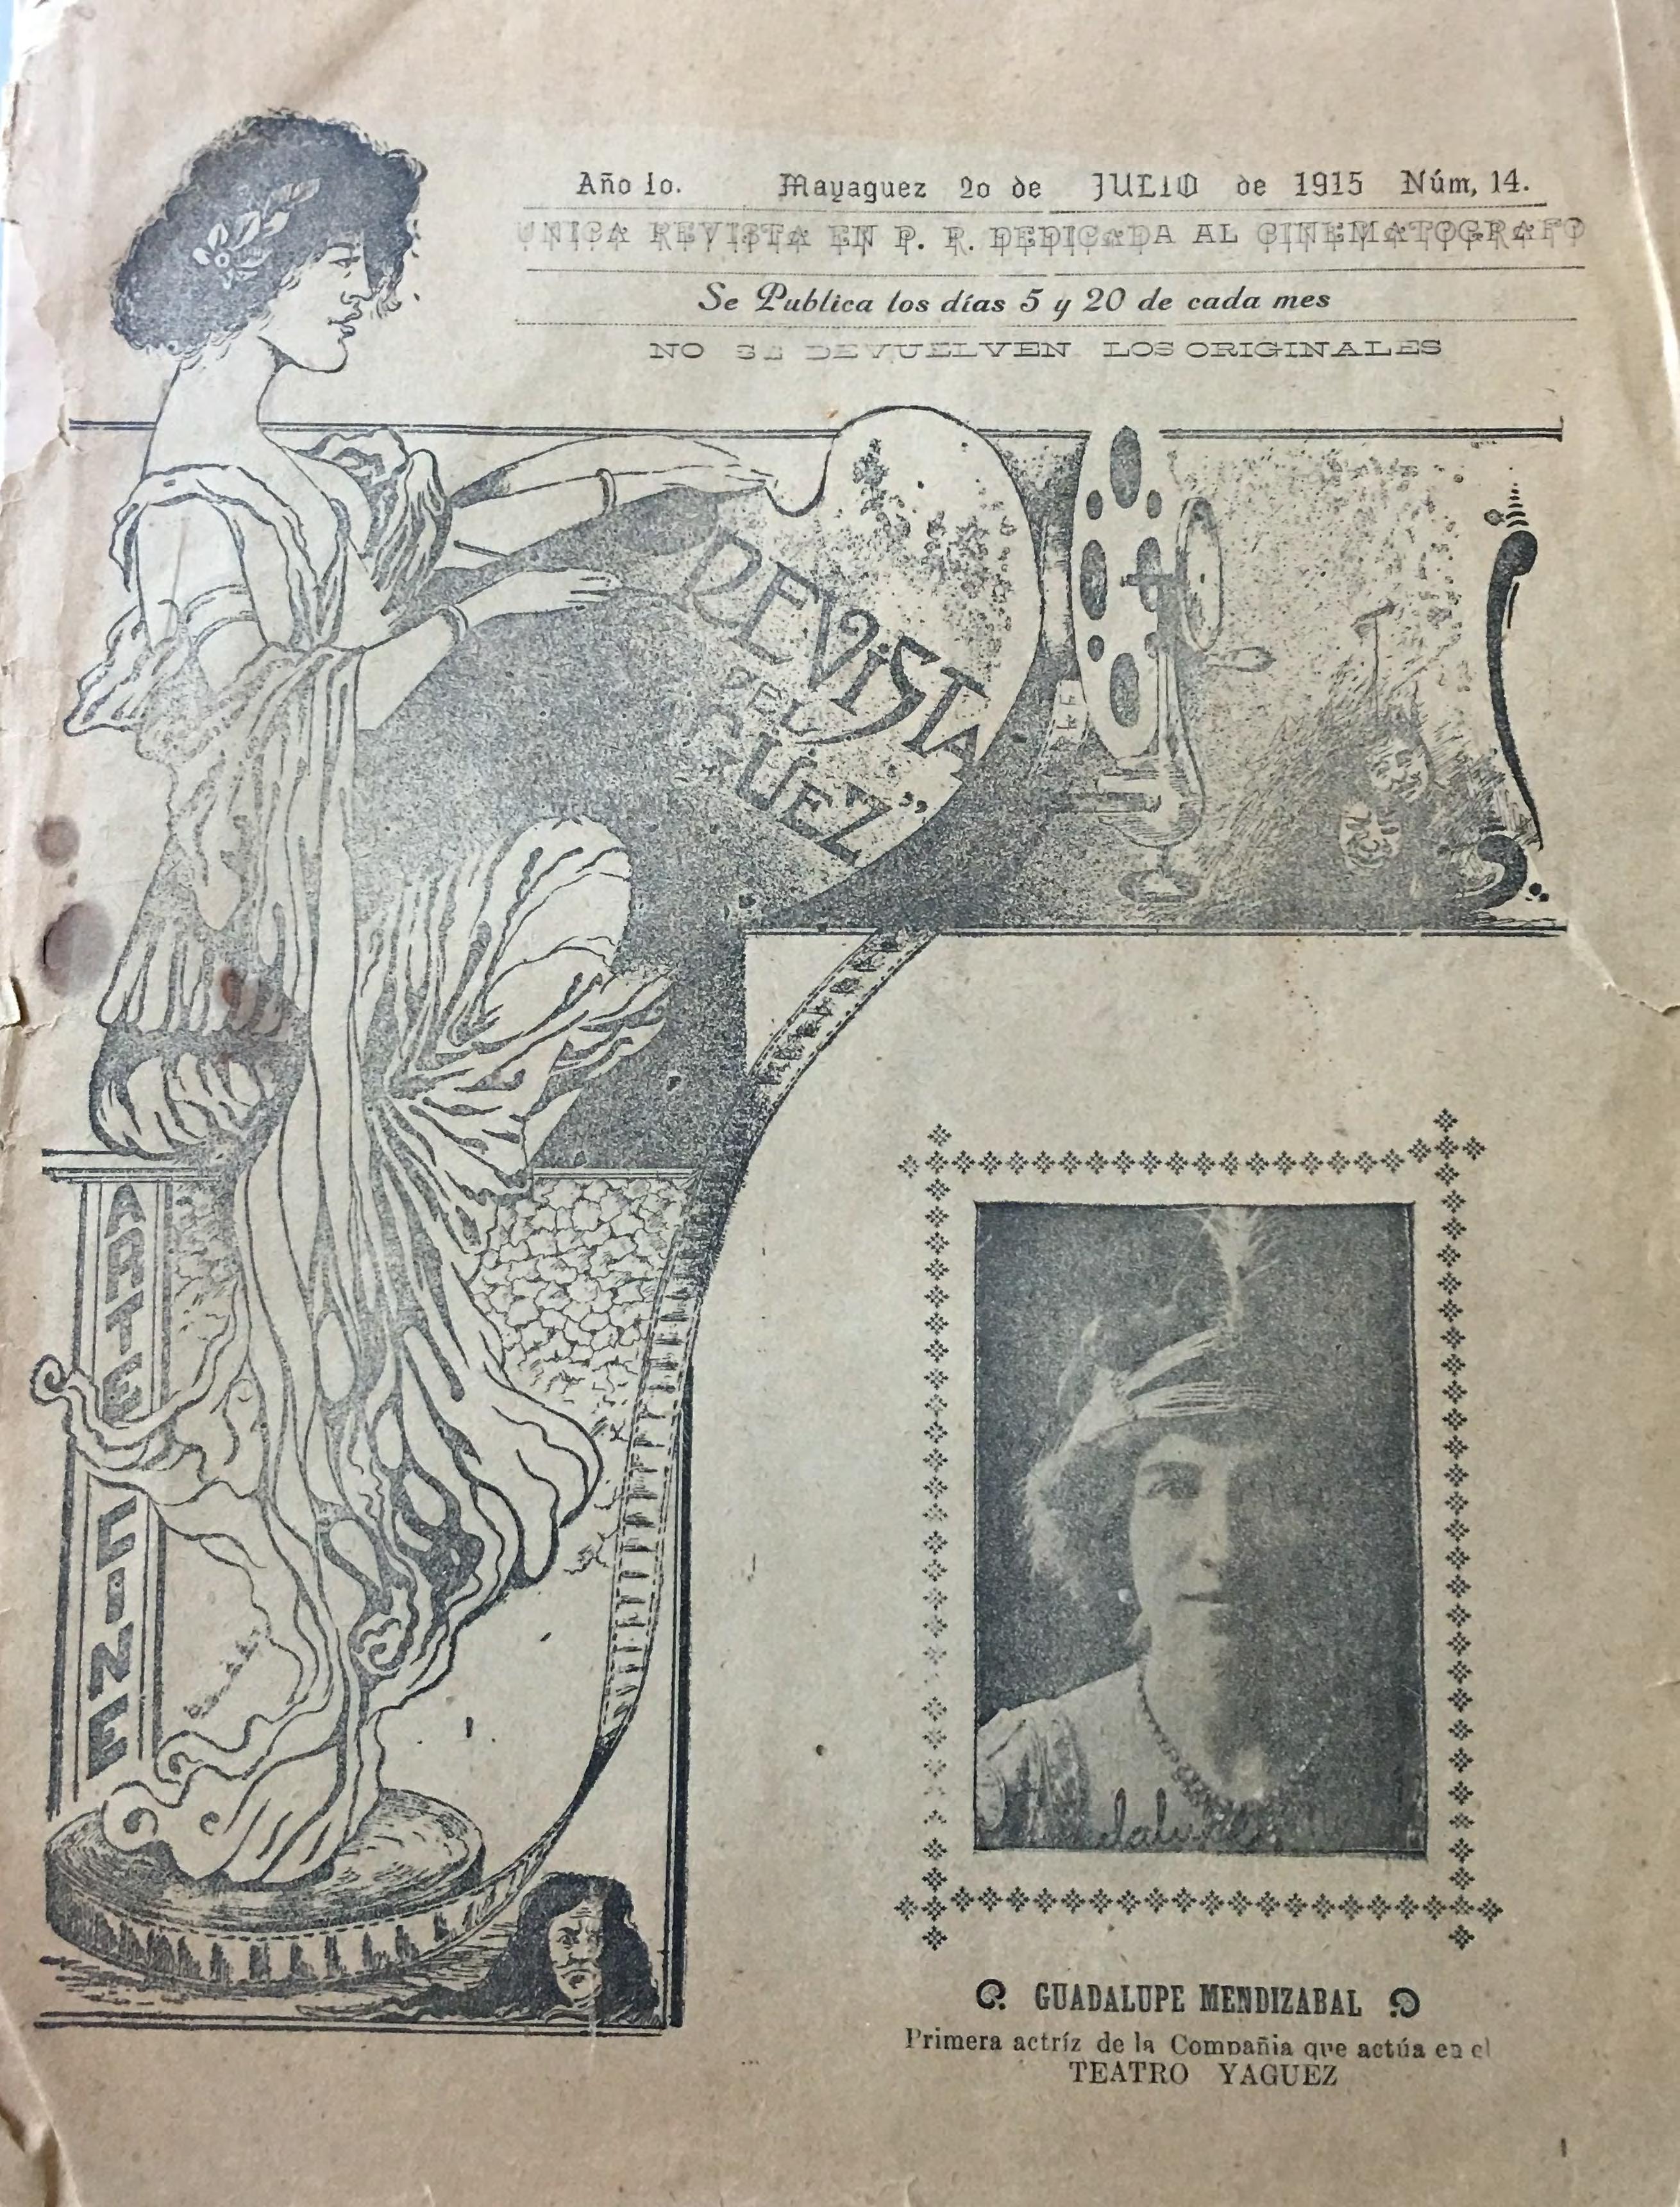 Año 1o. Mayaguez 20 de JULIO de 1915 Núm, 14.
UNICA REVISTA EN P. R. DEDICADA AL CINEMATOGRAFO
Se Publica los días 5 y 20 de cada mes
NO SE DEVUELVEN LOS ORIGINALES
REVISTA
DEL
ARTE
CINE
GUADALUPE MENDIZABAL
Primera actríz de la Compañia que actúa en el
TEATRO YAGUEZ